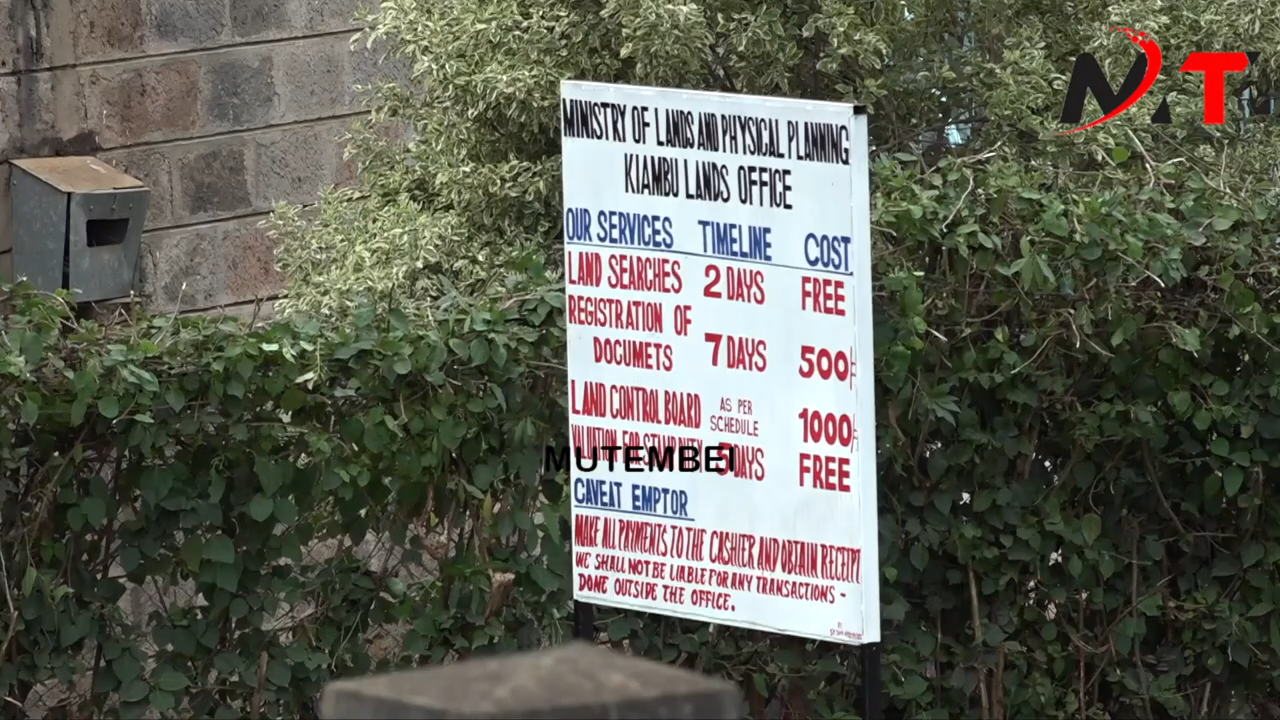 MINISTRY OF LANDS AND PHYSICAL PLANNING
KIAMBU LANDS OFFICE
OUR SERVICES TIMELINE COST
LAND SEARCHES 2 DAYS FREE
REGISTRATION OF
DOCUMETS 7 DAYS 500/-
LAND CONTROL BOARD AS PER SCHEDULE 1000/-
VALUATION FOR DAYS FREE
MUTEMBEI
CAVEAT EMPTOR
MAKE ALL PAYMENTS TO THE CASHIER AND OBTAIN RECEIPT
WE SHALL NOT BE LIABLE FOR ANY TRANSACTIONS -
DONE OUTSIDE THE OFFICE.